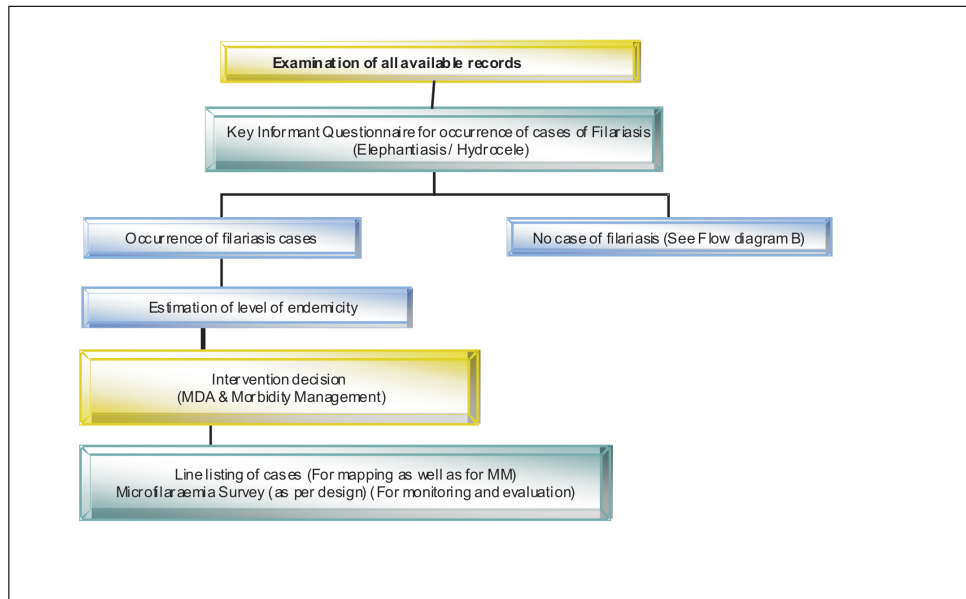 Examination of all available records
Key Informant Questionnaire for occurrence of cases of Filariasis
(Elephantiasis / Hydrocele)
Occurrence of filariasis cases
No case of filariasis (See Flow diagram B)
Estimation of level of endemicity
Intervention decision
(MDA & Morbidity Management)
Line listing of cases (For mapping as well as for MM)
Microfilaraemia Survey (as per design) (For monitoring and evaluation)